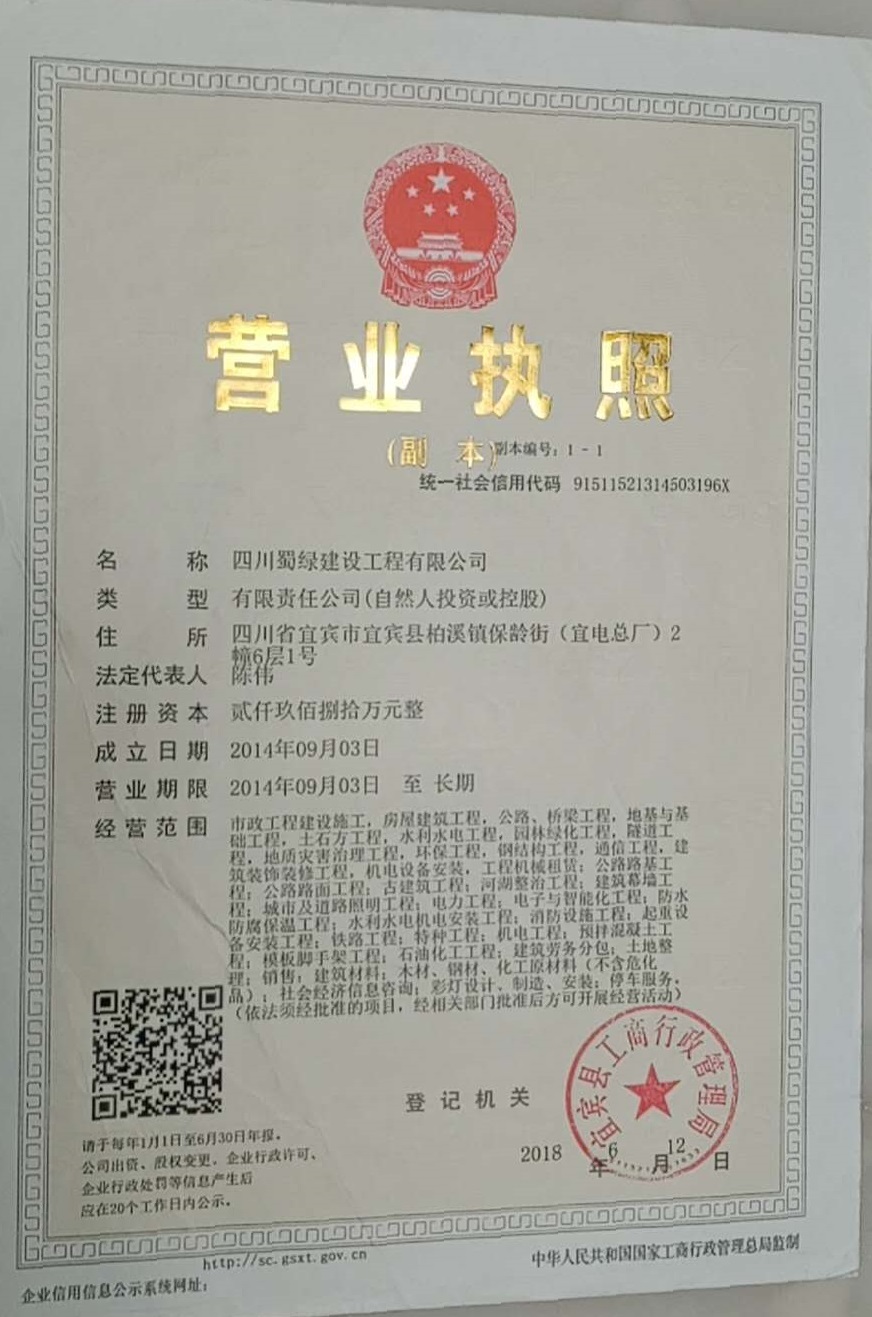 营业执照
(副 本)
副本编号:1-1
统一社会信用代码 91511521314503196X
名称 四川蜀绿建设工程有限公司
类型 有限责任公司(自然人投资或控股)
住所 四川省宜宾市宜宾县柏溪镇保龄街(宜电总厂)2
幢6层1号
法定代表人 陈伟
注册资本 贰仟玖佰捌拾万元整
成立日期 2014年09月03日
营业期限 2014年09月03日 至 长期
经营范围 市政工程建设施工,房屋建筑工程,公路、桥梁工程,地基与基
础工程,土石方工程,水利水电工程,园林绿化工程,隧道工
程,地质灾害治理工程,环保工程,钢结构工程,通信工程,建
筑装饰装修工程,机电设备安装,工程机械租赁;公路路基工
程;公路路面工程;古建筑工程;河湖整治工程;建筑幕墙工
程;城市及道路照明工程;电力工程;电子与智能化工程;防水
防腐保温工程;水利水电机电安装工程;消防设施工程;起重设
备安装工程;铁路工程;特种工程;机电工程;预拌混凝土工
程;模板脚手架工程;石油化工工程;建筑劳务分包;土地整
理;销售:建筑材料;木材、钢材、化工原材料(不含危化
品);社会经济信息咨询;彩灯设计、制造、安装;停车服务。
(依法须经批准的项目,经相关部门批准后方可开展经营活动)
登记机关
宜宾县工商行政管理局
2018年6月12日
请于每年1月1日至6月30日年报。
公司出资、股权变更、企业行政许可、
企业行政处罚等信息产生后
应在20个工作日内公示。
http://sc.gsxt.gov.cn
中华人民共和国国家工商行政管理总局监制
企业信用信息公示系统网址: